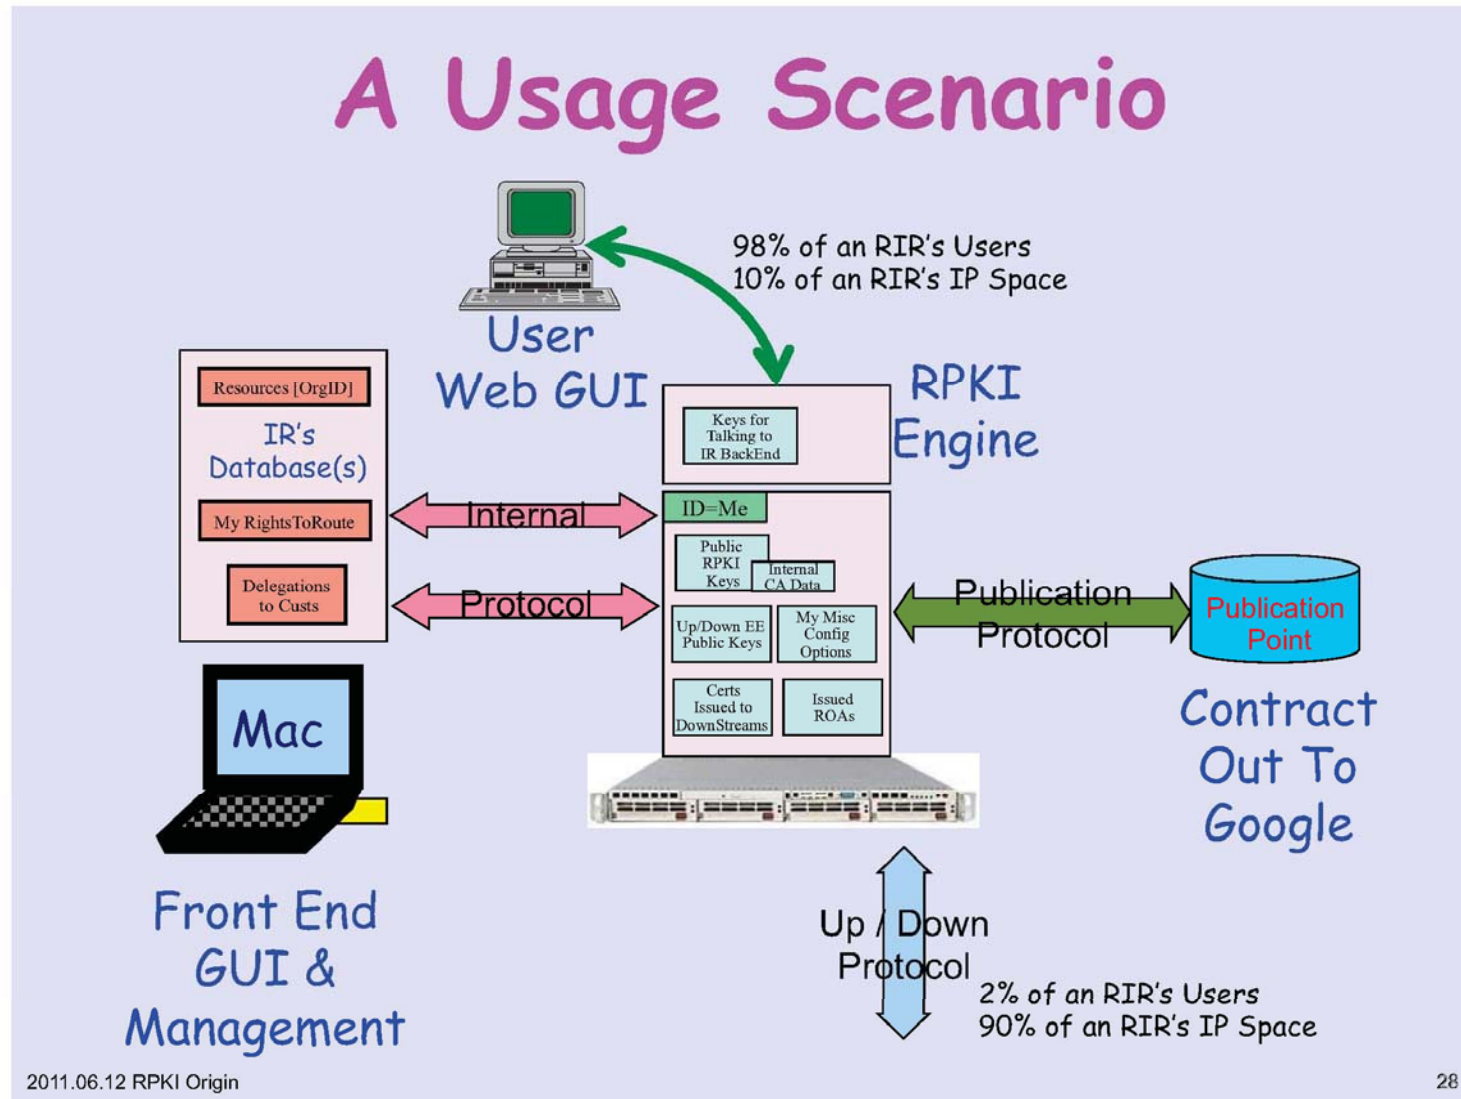 A Usage Scenario
98% of an RIR's Users
10% of an RIR's IP Space
User
Web GUI
Resources [OrgID]
IR's
Database(s)
My RightsToRoute
Delegations
to Custs
Internal
Protocol
RPKI
Engine
Keys for
Talking to
IR BackEnd
ID=Me
Public
RPKI
Keys
Internal
CA Data
Up/Down EE
Public Keys
My Misc
Config
Options
Certs
Issued to
DownStreams
Issued
ROAs
Publication
Protocol
Publication
Point
Contract
Out To
Google
Mac
Front End
GUI &
Management
Up / Down
Protocol
2% of an RIR's Users
90% of an RIR's IP Space
2011.06.12 RPKI Origin
28